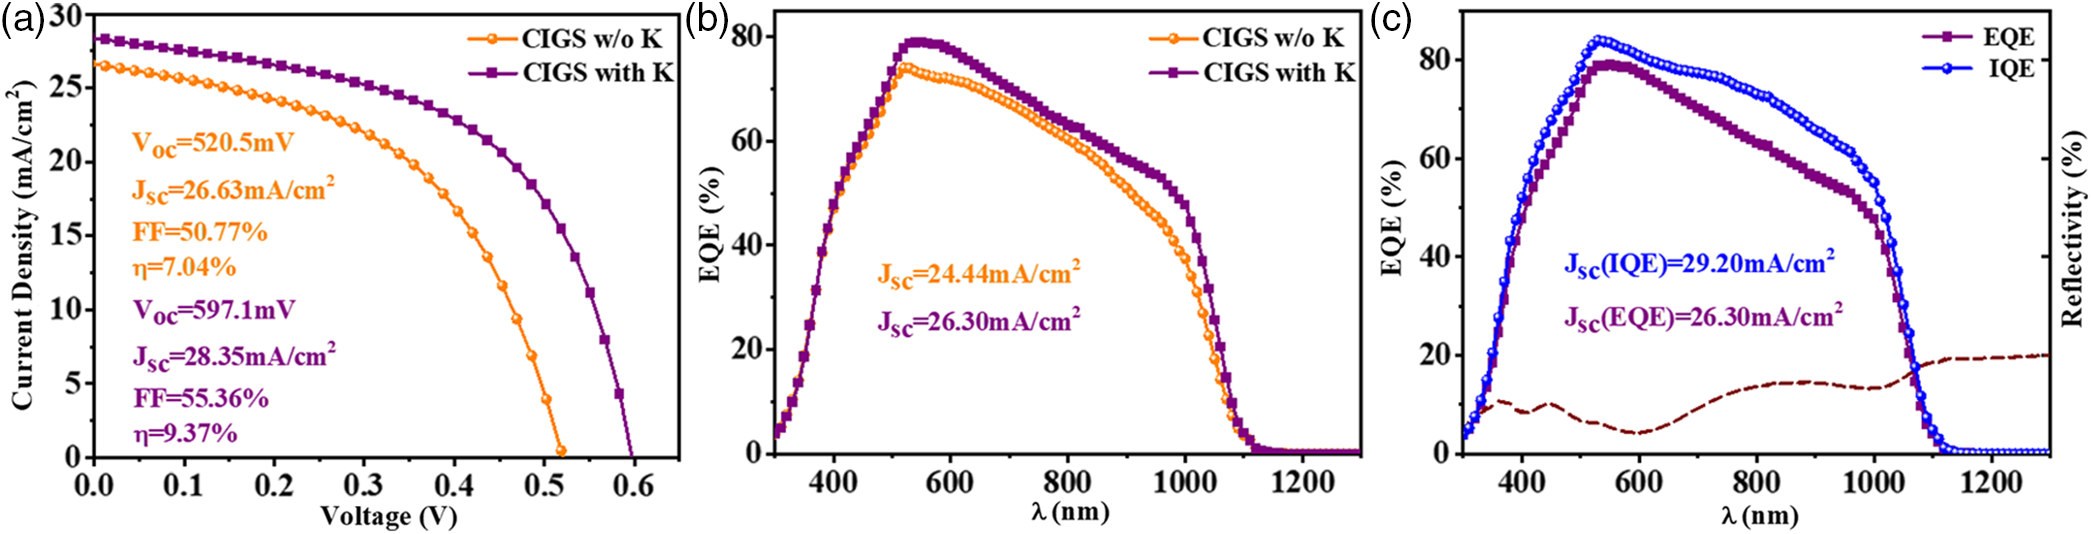 (a)
30
25
20
15
10
5
0
Current Density (mA/cm²)
CIGS w/o K
CIGS with K
Voc=520.5mV
Jsc=26.63mA/cm²
FF=50.77%
η=7.04%
Voc=597.1mV
Jsc=28.35mA/cm²
FF=55.36%
η=9.37%
0.0 0.1 0.2 0.3 0.4 0.5 0.6
Voltage (V)
(b)
80
60
40
20
0
EQE (%)
CIGS w/o K
CIGS with K
Jsc=24.44mA/cm²
Jsc=26.30mA/cm²
400 600 800 1000 1200
λ (nm)
(c)
80
60
40
20
0
EQE (%)
EQE
IQE
Jsc(IQE)=29.20mA/cm²
Jsc(EQE)=26.30mA/cm²
400 600 800 1000 1200
λ (nm)
Reflectivity (%)